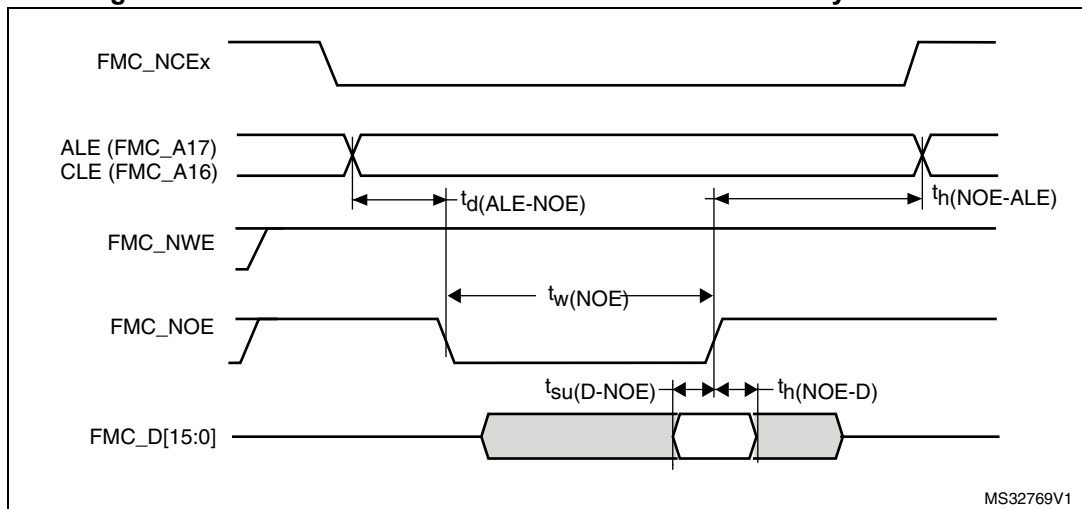 FMC_NCEx
ALE (FMC_A17)
CLE (FMC_A16)
td(ALE-NOE)
th(NOE-ALE)
FMC_NWE
tw(NOE)
FMC_NOE
tsu(D-NOE)
th(NOE-D)
FMC_D[15:0]
MS32769V1